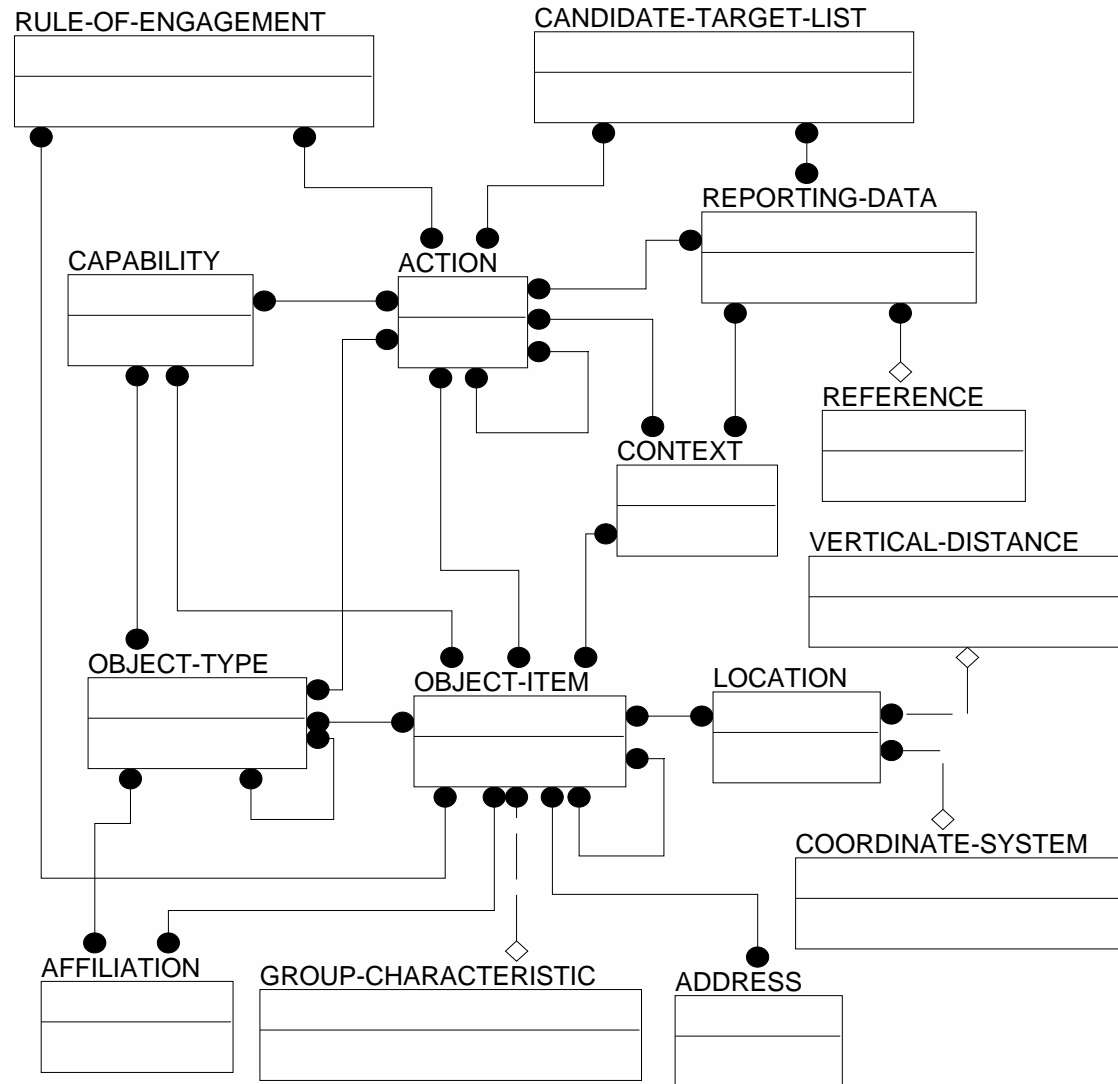 RULE-OF-ENGAGEMENT
CANDIDATE-TARGET-LIST
REPORTING-DATA
CAPABILITY
ACTION
REFERENCE
CONTEXT
VERTICAL-DISTANCE
OBJECT-TYPE
OBJECT-ITEM
LOCATION
COORDINATE-SYSTEM
AFFILIATION
GROUP-CHARACTERISTIC
ADDRESS